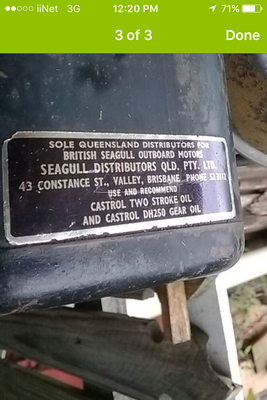 iiNet 3G 12:20 PM 71%
3 of 3 Done
SOLE QUEENSLAND DISTRIBUTORS FOR
BRITISH SEAGULL OUTBOARD MOTORS
SEAGULL DISTRIBUTORS QLD. PTY. LTD.
43 CONSTANCE ST., VALLEY, BRISBANE. PHONE
USE AND RECOMMEND
CASTROL TWO STROKE OIL
AND CASTROL DH250 GEAR OIL